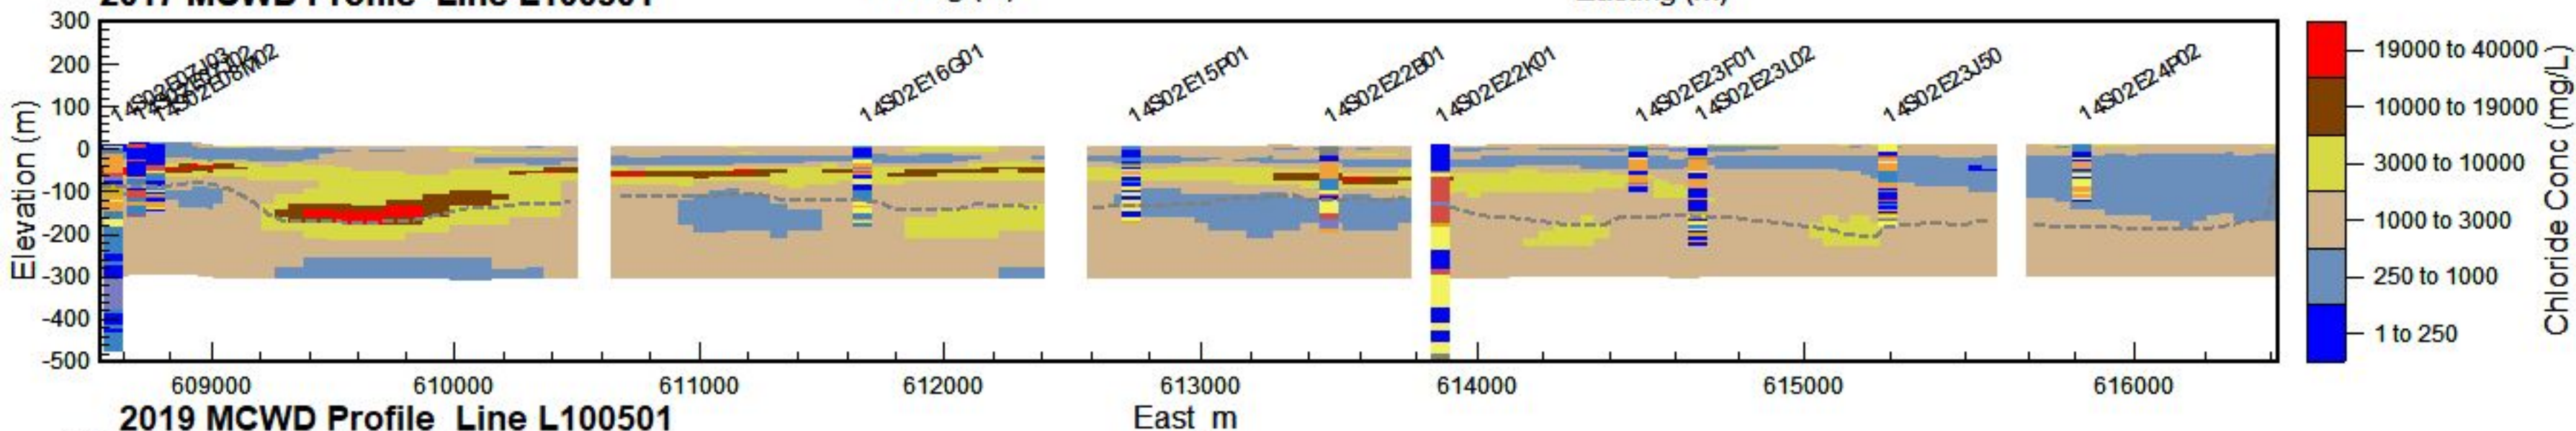 2017 MCWD Profile Line L100501
Easting (m)
Elevation (m)
300
200
100
0
-100
-200
-300
-400
-500
14S02E08M02
14S02E16G01
14S02E15P01
14S02E22B01
14S02E22K01
14S02E23F01
14S02E23L02
14S02E23J50
14S02E24P02
609000
610000
611000
612000
613000
614000
615000
616000
19000 to 40000
10000 to 19000
3000 to 10000
1000 to 3000
250 to 1000
1 to 250
Chloride Conc (mg/L)
2019 MCWD Profile Line L100501
East m